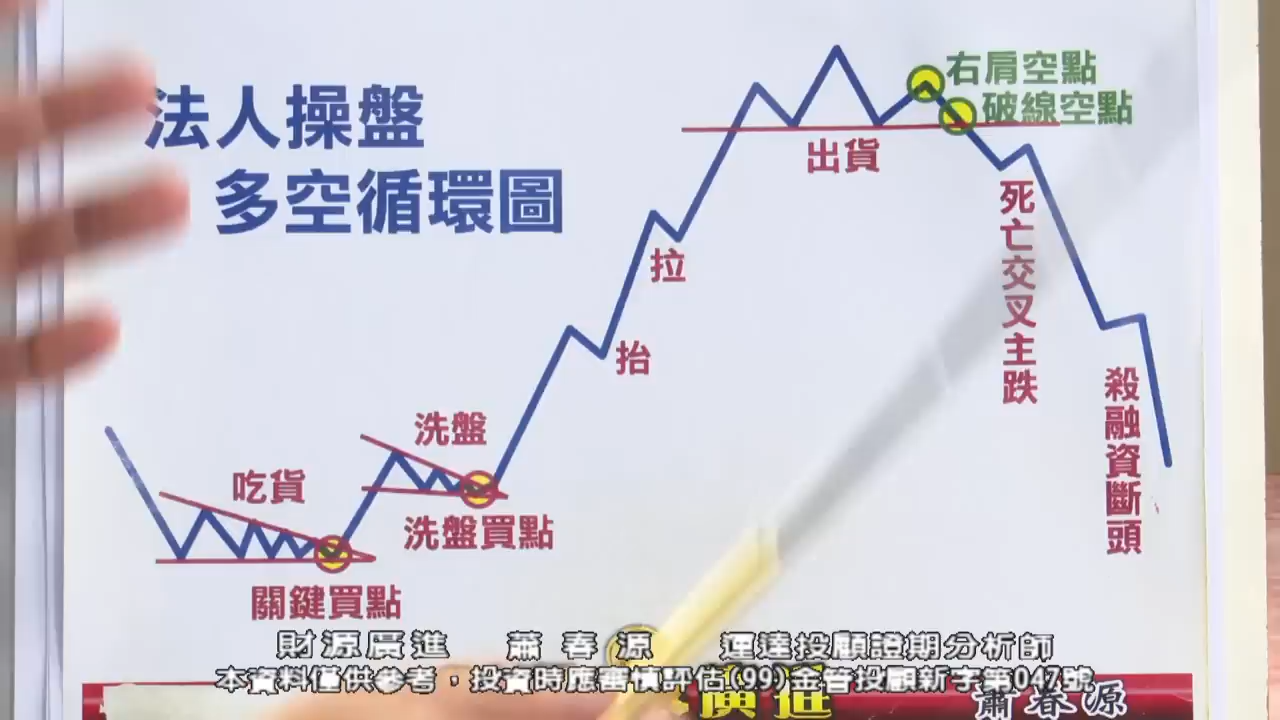 法人操盤
多空循環圖
右肩空點
破線空點
出貨
死亡交叉主跌
拉
抬
殺融資斷頭
洗盤
吃貨
洗盤買點
關鍵買點
財源廣進 蕭春源 運達投顧證期分析師
本資料僅供參考，投資時應審慎評估(99)金管投顧新字第047號
廣進 蕭春源